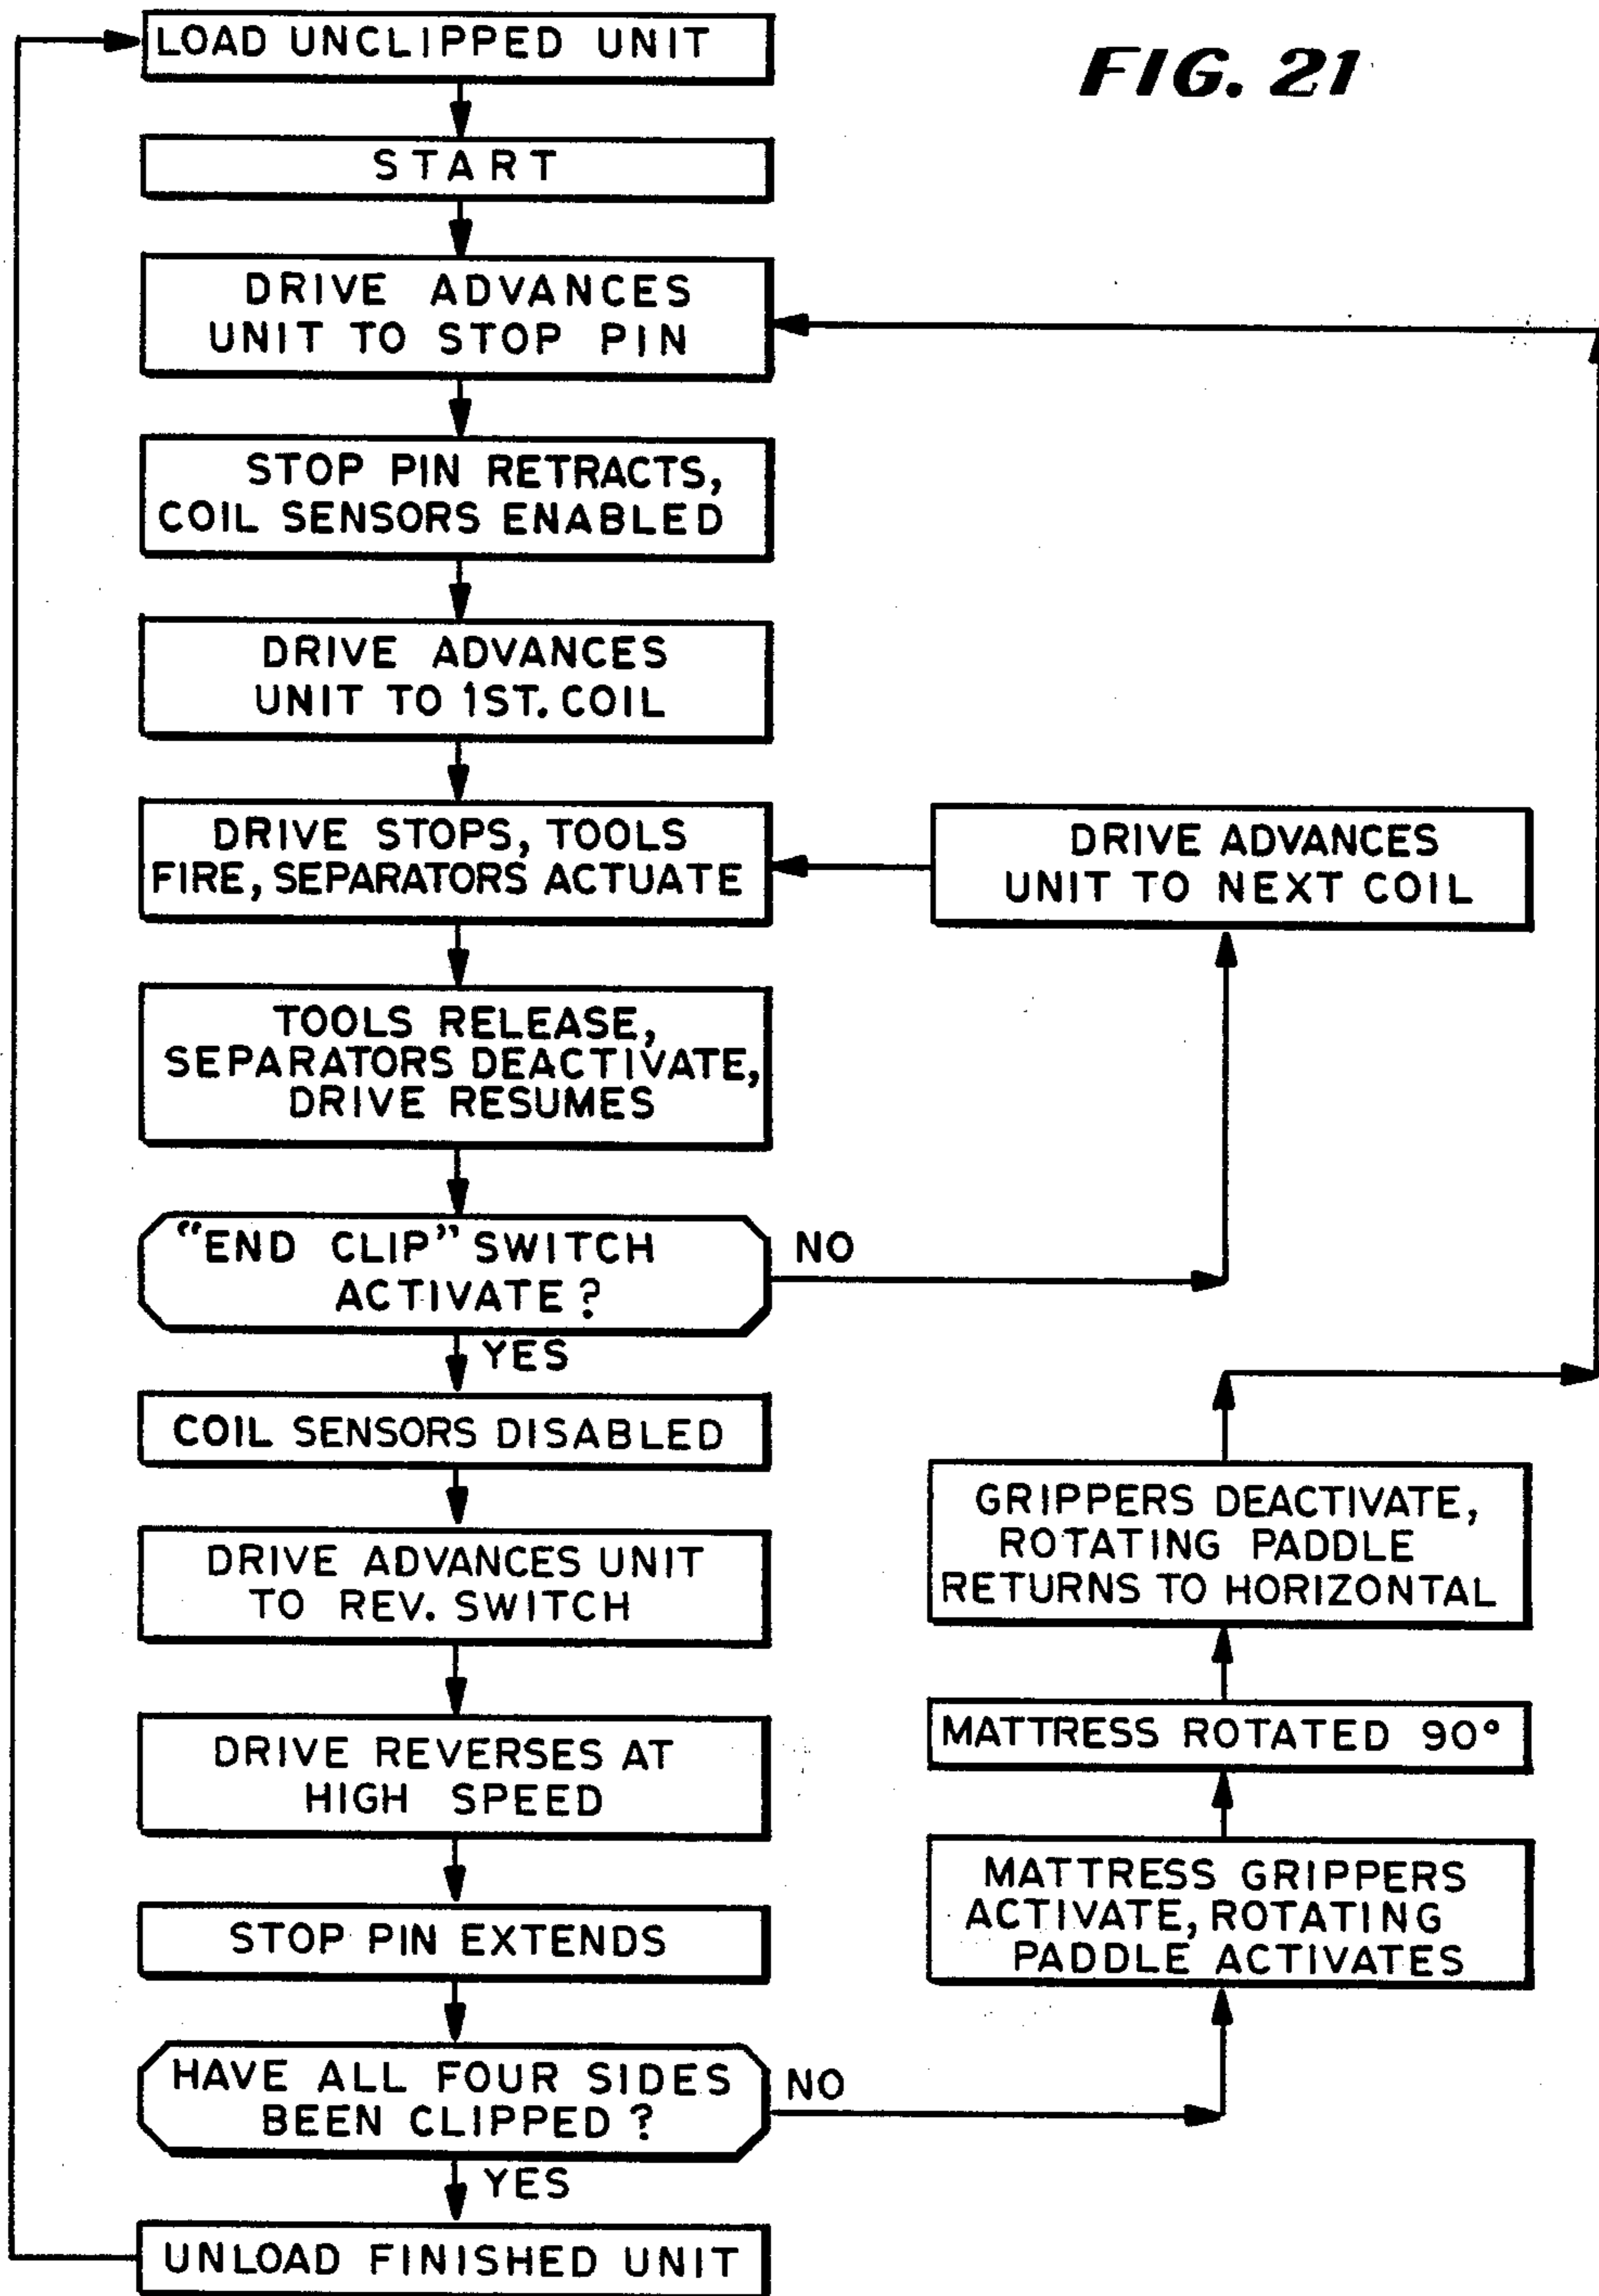 FIG. 21
LOAD UNCLIPPED UNIT
START
DRIVE ADVANCES
UNIT TO STOP PIN
STOP PIN RETRACTS,
COIL SENSORS ENABLED
DRIVE ADVANCES
UNIT TO 1ST. COIL
DRIVE STOPS, TOOLS
FIRE, SEPARATORS ACTUATE
DRIVE ADVANCES
UNIT TO NEXT COIL
TOOLS RELEASE,
SEPARATORS DEACTIVATE,
DRIVE RESUMES
"END CLIP" SWITCH
ACTIVATE?
NO
YES
COIL SENSORS DISABLED
DRIVE ADVANCES UNIT
TO REV. SWITCH
DRIVE REVERSES AT
HIGH SPEED
STOP PIN EXTENDS
HAVE ALL FOUR SIDES
BEEN CLIPPED?
NO
MATTRESS GRIPPERS
ACTIVATE, ROTATING
PADDLE ACTIVATES
MATTRESS ROTATED 90°
GRIPPERS DEACTIVATE,
ROTATING PADDLE
RETURNS TO HORIZONTAL
YES
UNLOAD FINISHED UNIT